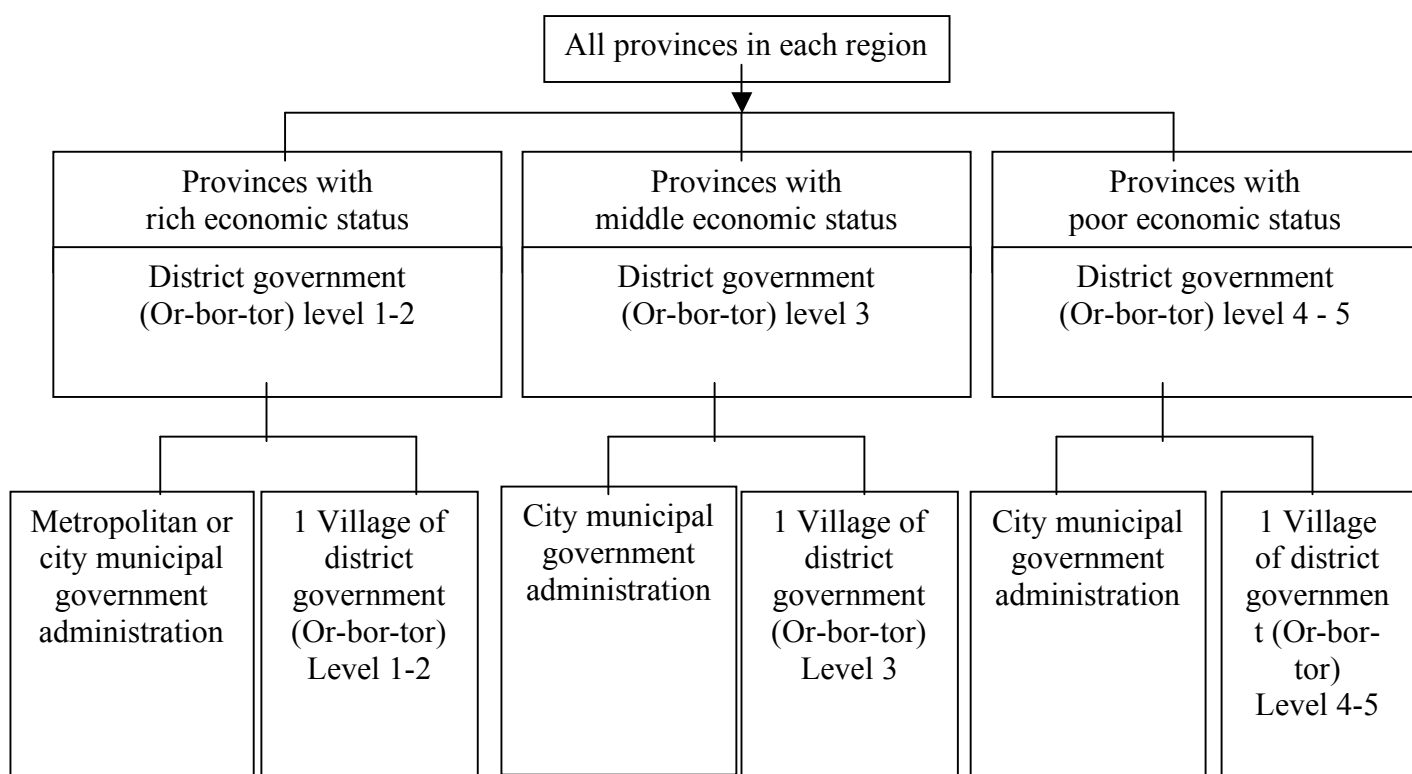 All provinces in each region
Provinces with
rich economic status
District government
(Or-bor-tor) level 1-2
Provinces with
middle economic status
District government
(Or-bor-tor) level 3
Provinces with
poor economic status
District government
(Or-bor-tor) level 4 - 5
Metropolitan or
city municipal
government
administration
1 Village of
district
government
(Or-bor-tor)
Level 1-2
City municipal
government
administration
1 Village of
district
government
(Or-bor-tor)
Level 3
City municipal
government
administration
1 Village
of district
governmen
t (Or-bor-
tor)
Level 4-5